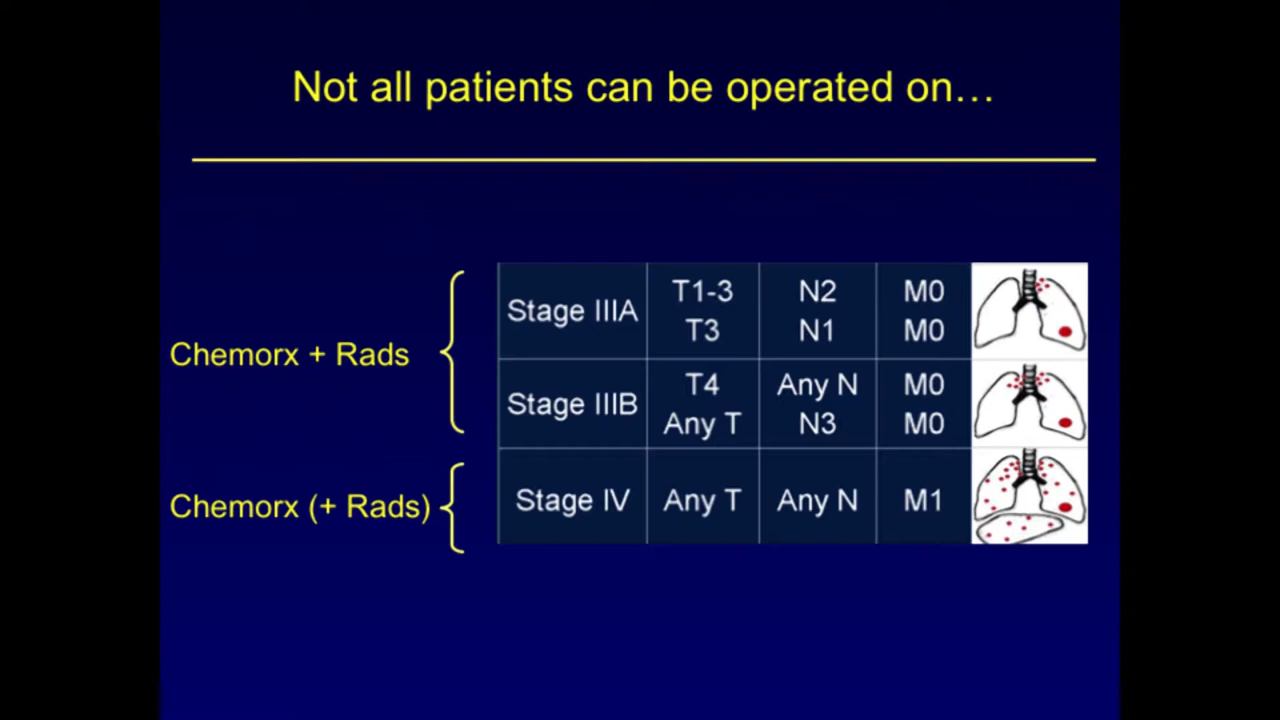 Not all patients can be operated on…
Chemorx + Rads
Stage IIIA T1-3 N2 M0
T3 N1 M0
Stage IIIB T4 Any N M0
Any T N3 M0
Chemorx (+ Rads)
Stage IV Any T Any N M1